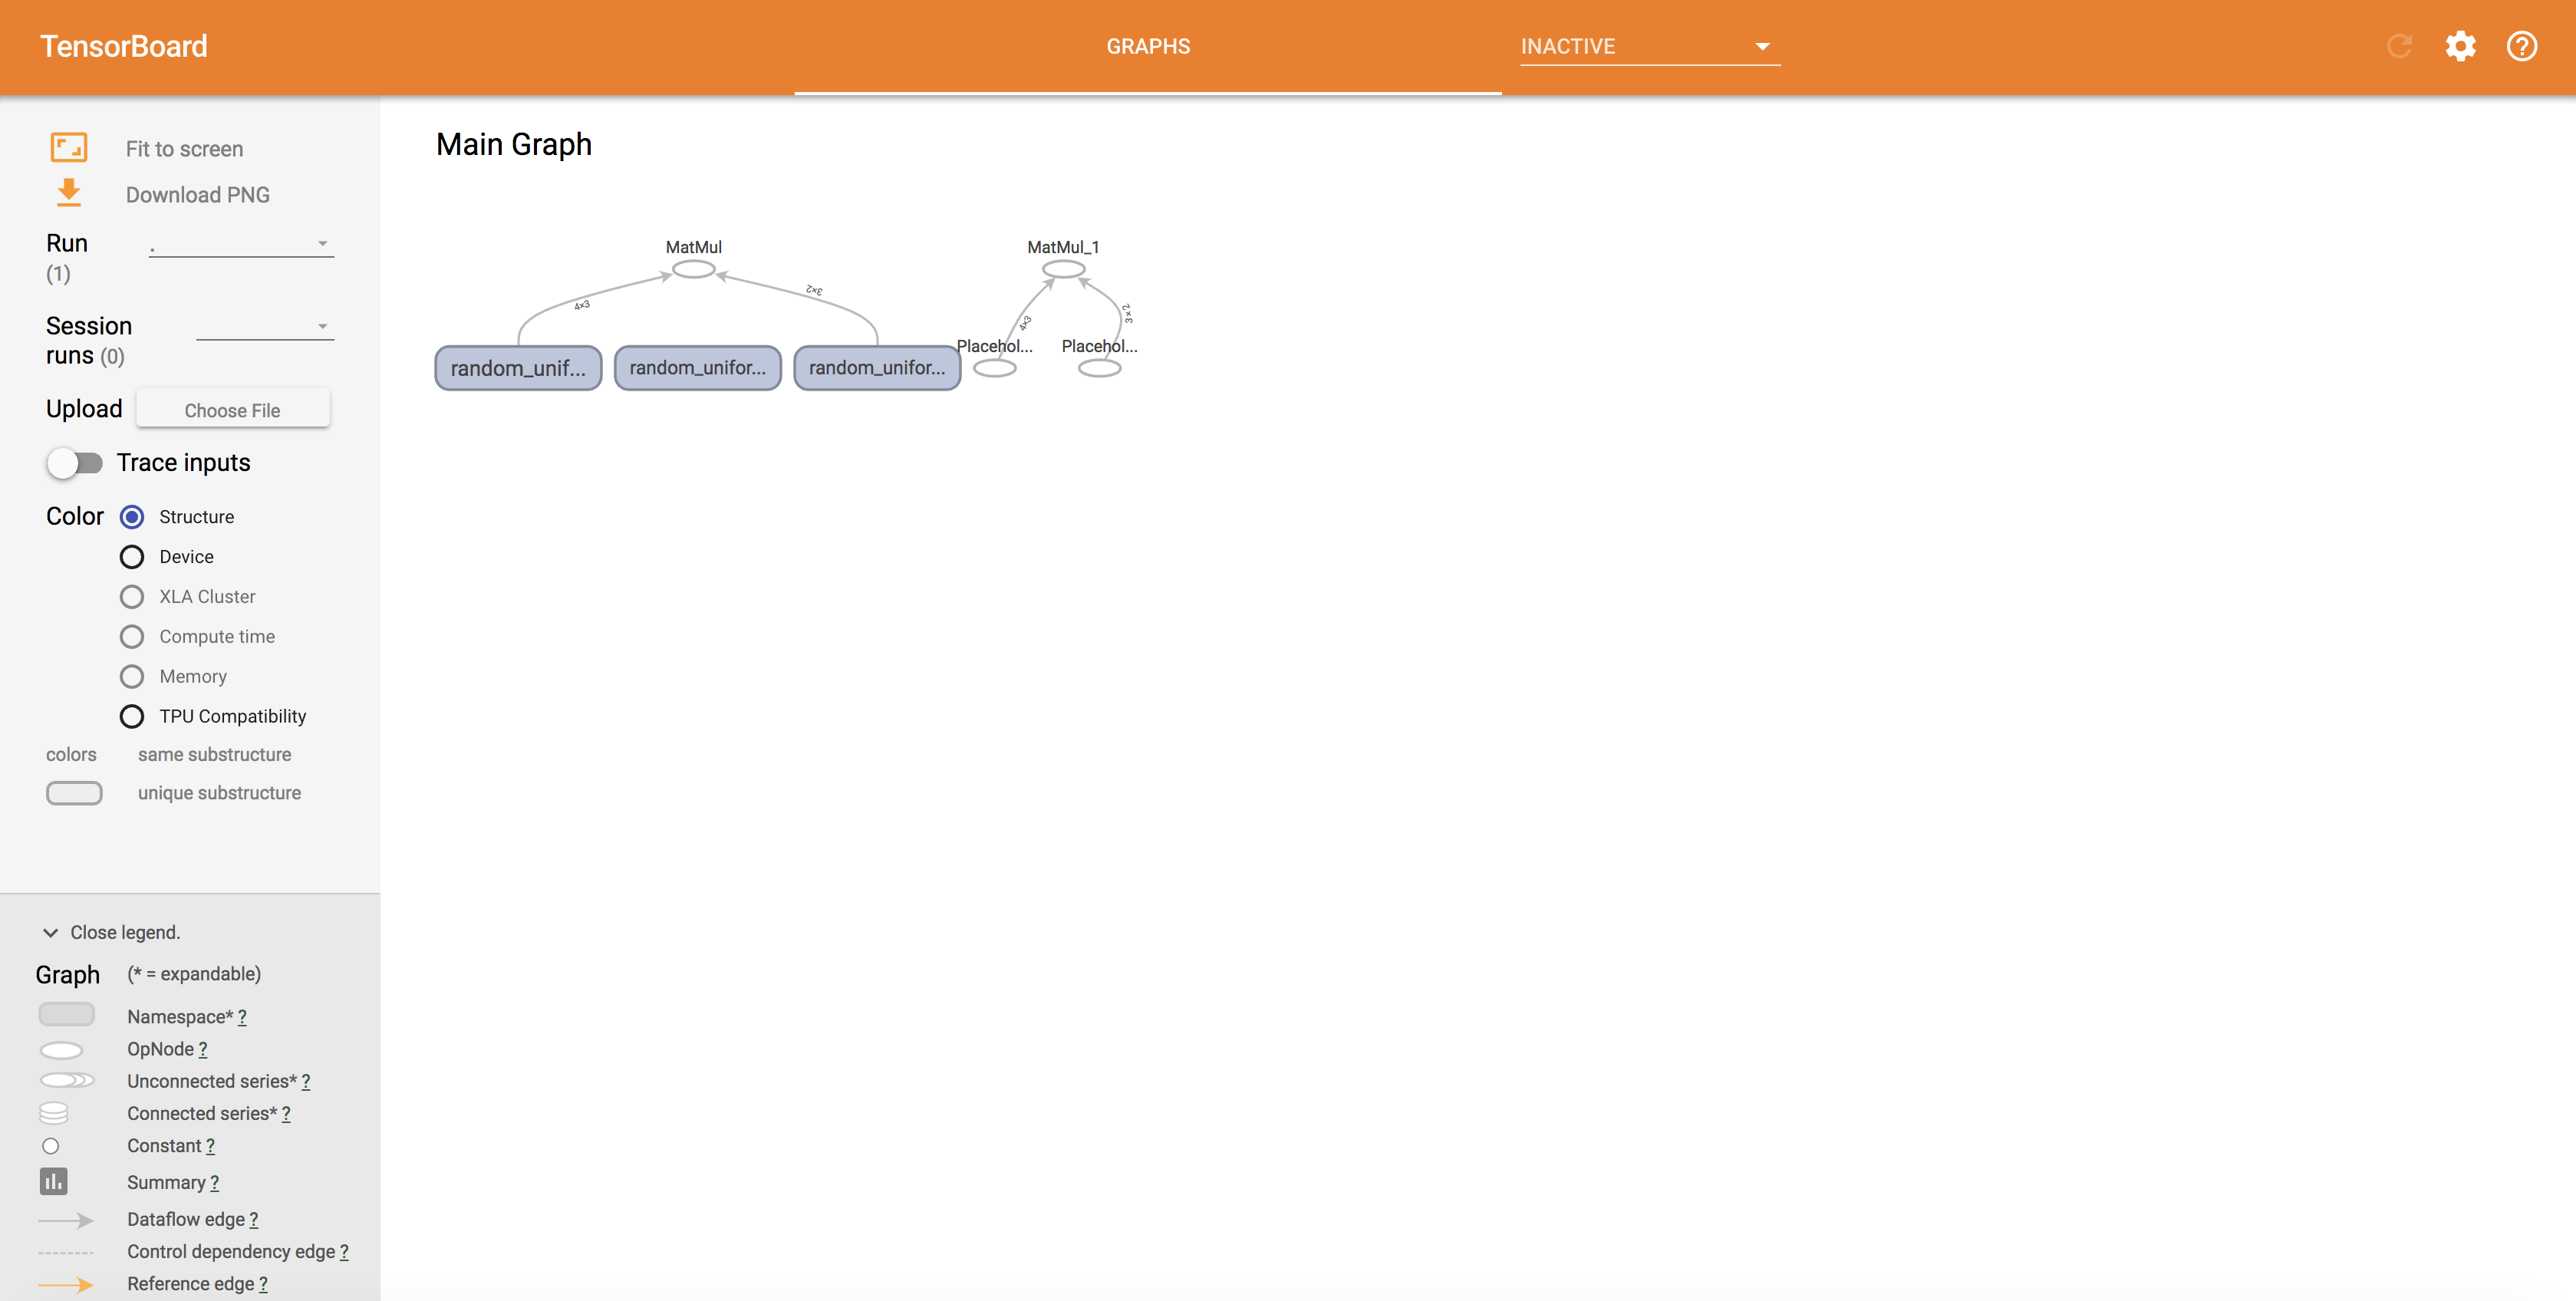 TensorBoard
GRAPHS
INACTIVE
Fit to screen
Download PNG
Run
(1)
.
Session
runs (0)
Upload
Choose File
Trace inputs
Color
Structure
Device
XLA Cluster
Compute time
Memory
TPU Compatibility
colors
same substructure
unique substructure
Close legend.
Graph
(* = expandable)
Namespace* ?
OpNode ?
Unconnected series* ?
Connected series* ?
Constant ?
Summary ?
Dataflow edge ?
Control dependency edge ?
Reference edge ?
Main Graph
MatMul
MatMul_1
4×3
3×2
4×3
3×2
Placehol...
Placehol...
random_unif...
random_unifor...
random_unifor...